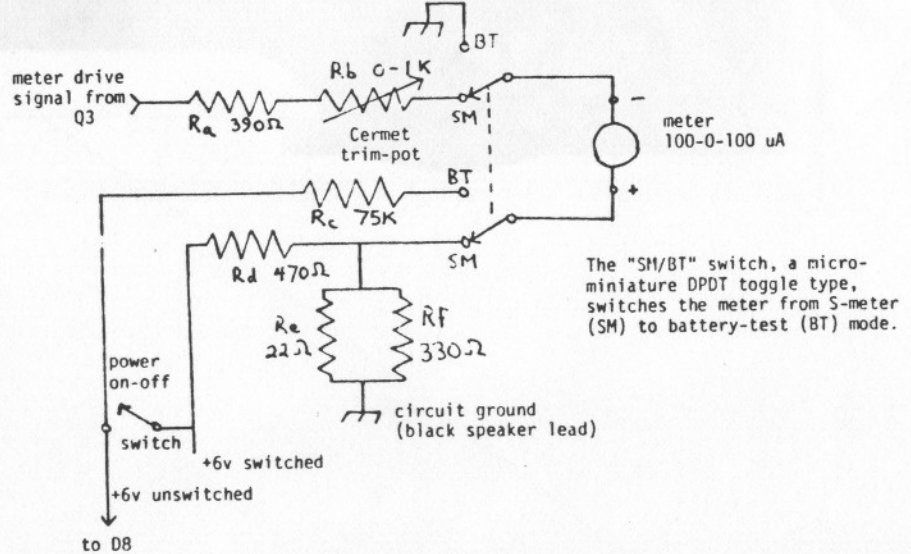 BT
meter drive
signal from
Q3
Rb 0-1K
Ra 390Ω
Cermet
trim-pot
SM
-
meter
100-0-100 uA
+
BT
Rc 75K
Rd 470Ω
SM
The "SM/BT" switch, a micro-
miniature DPDT toggle type,
switches the meter from S-meter
(SM) to battery-test (BT) mode.
Re
22Ω
Rf
330Ω
power
on-off
switch
circuit ground
(black speaker lead)
+6v switched
+6v unswitched
to D8